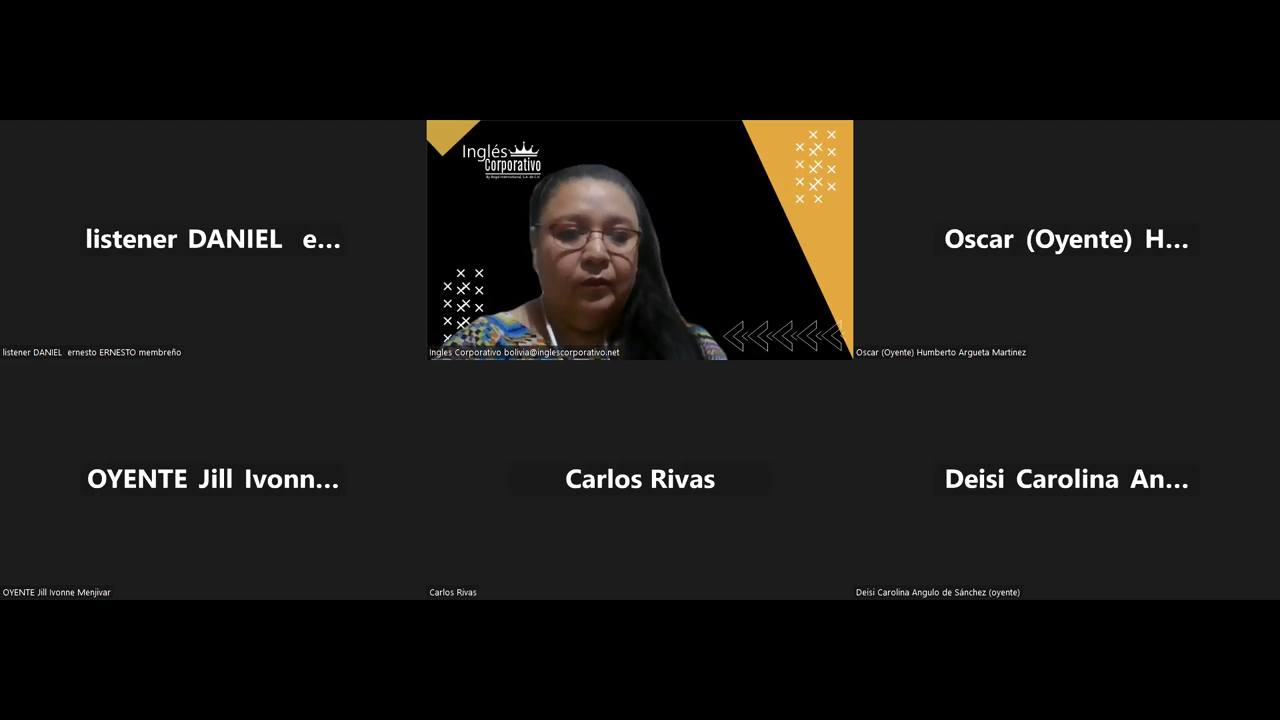 listener DANIEL e...
listener DANIEL ernesto ERNESTO membreño
Inglés
Corporativo
Ingles Corporativo bolivia@inglescorporativo.net
Oscar (Oyente) H...
Oscar (Oyente) Humberto Argueta Martinez
OYENTE Jill Ivonn...
OYENTE Jill Ivonne Menjivar
Carlos Rivas
Carlos Rivas
Deisi Carolina An...
Deisi Carolina Angulo de Sánchez (oyente)